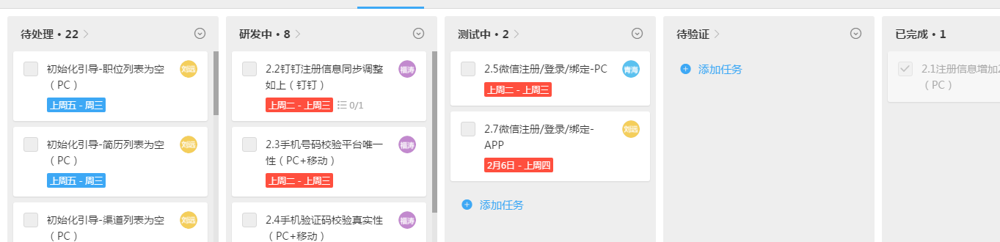 待处理 • 22
初始化引导-职位列表为空
（PC）
刘远
上周五 - 周三
初始化引导-简历列表为空
（PC）
刘远
上周五 - 周三
初始化引导-渠道列表为空
（PC）
刘远
研发中 • 8
2.2钉钉注册信息同步调整
如上（钉钉）
福涛
上周二 - 上周三
0/1
2.3手机号码校验平台唯一
性（PC+移动）
福涛
上周二 - 上周三
2.4手机验证码校验真实性
（PC+移动）
福涛
测试中 • 2
2.5微信注册/登录/绑定-PC
青海
上周二 - 上周三
2.7微信注册/登录/绑定-
APP
刘远
2月6日 - 上周四
添加任务
待验证
添加任务
已完成 • 1
2.1注册信息增加
（PC）